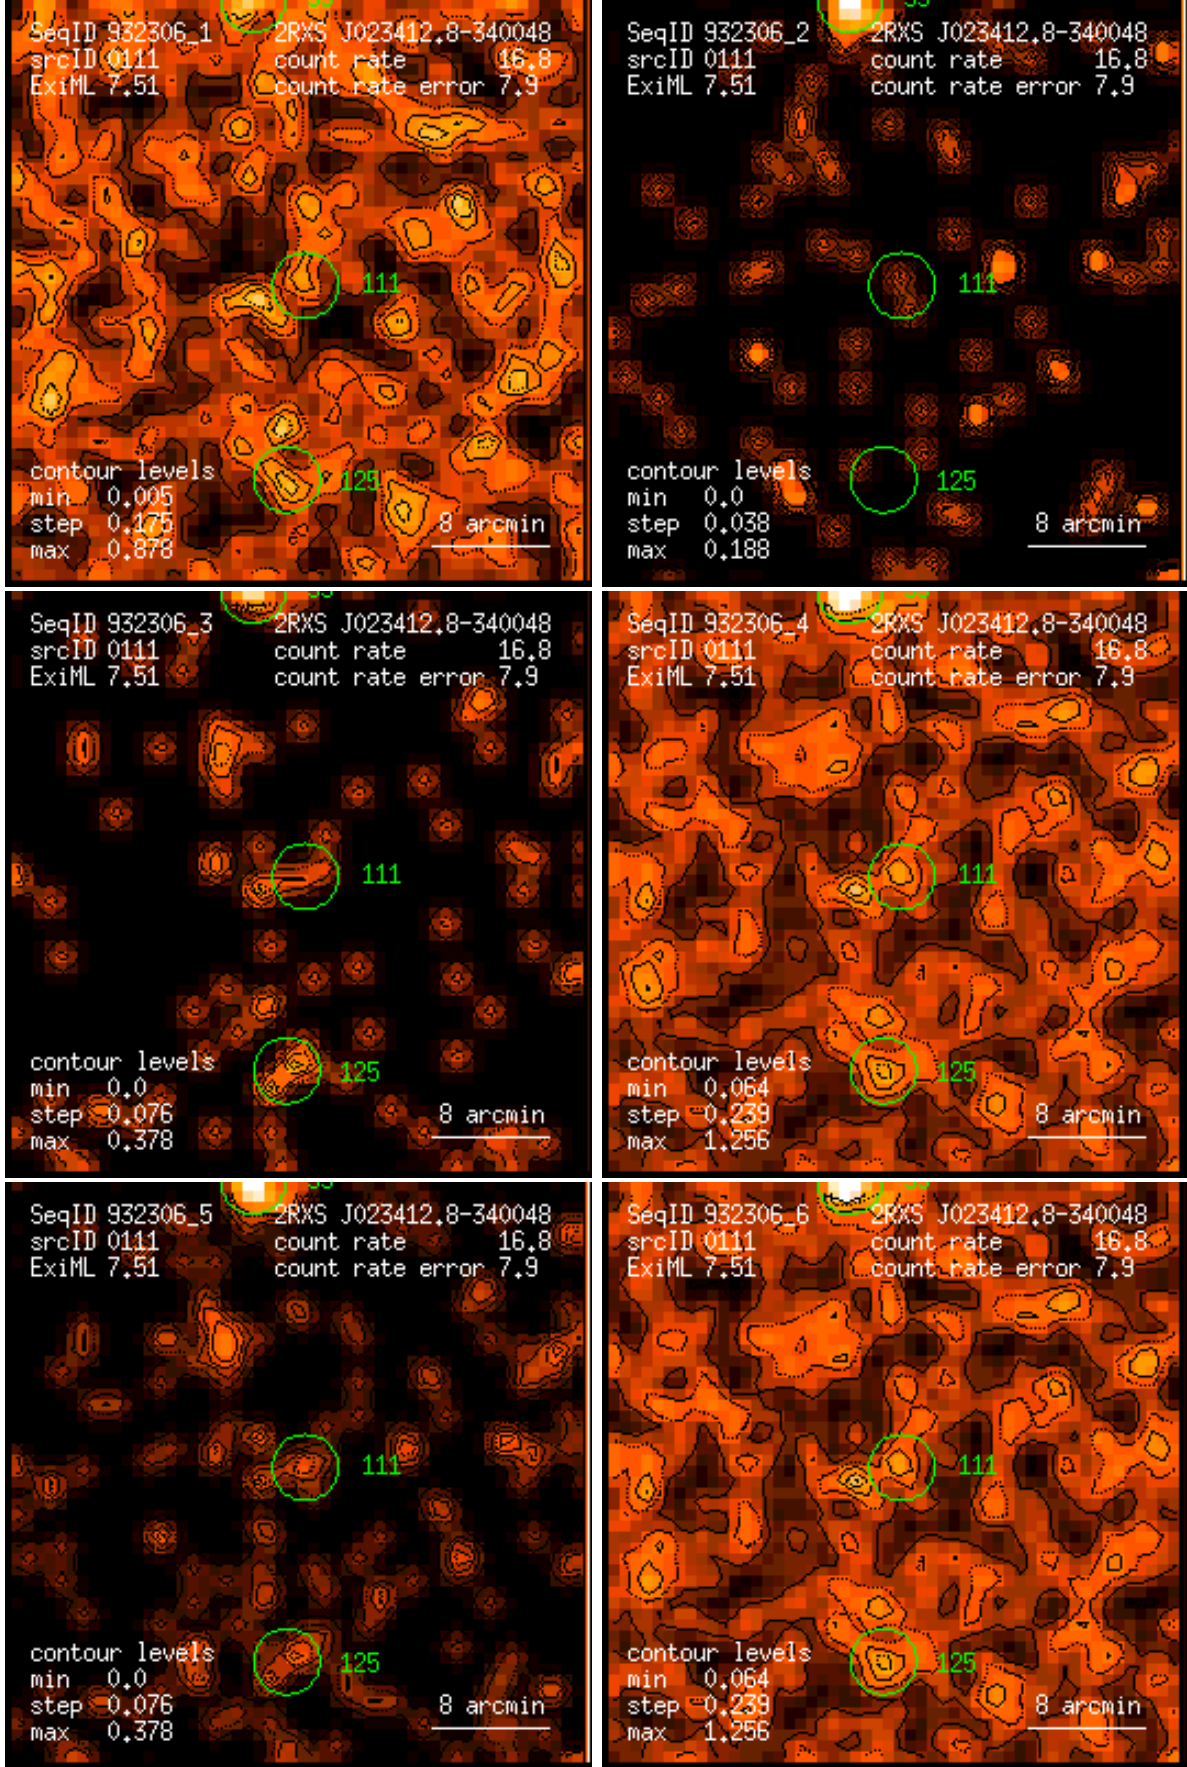 SeqID 932306_1 2RXS J023412.8-340048
srcID 0111 count rate 16.8
ExiML 7.51 count rate error 7.9
111
125
contour levels
min 0.005
step 0.175
max 0.878
8 arcmin
SeqID 932306_2 2RXS J023412.8-340048
srcID 0111 count rate 16.8
ExiML 7.51 count rate error 7.9
111
125
contour levels
min 0.0
step 0.038
max 0.188
8 arcmin
SeqID 932306_3 2RXS J023412.8-340048
srcID 0111 count rate 16.8
ExiML 7.51 count rate error 7.9
111
125
contour levels
min 0.0
step 0.076
max 0.378
8 arcmin
SeqID 932306_4 2RXS J023412.8-340048
srcID 0111 count rate 16.8
ExiML 7.51 count rate error 7.9
111
125
contour levels
min 0.064
step 0.239
max 1.256
8 arcmin
SeqID 932306_5 2RXS J023412.8-340048
srcID 0111 count rate 16.8
ExiML 7.51 count rate error 7.9
111
125
contour levels
min 0.0
step 0.076
max 0.378
8 arcmin
SeqID 932306_6 2RXS J023412.8-340048
srcID 0111 count rate 16.8
ExiML 7.51 count rate error 7.9
111
125
contour levels
min 0.064
step 0.239
max 1.256
8 arcmin